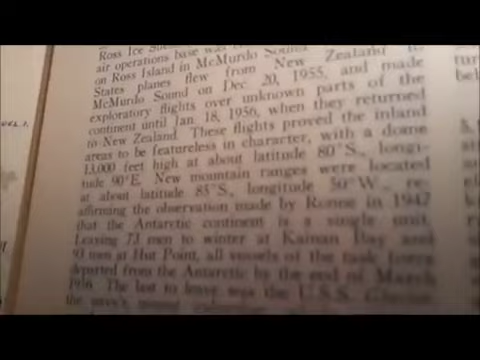 Ross Ice
air operations base was
on Ross Island in McMurdo Sound
States planes flew from New Zealand to
McMurdo Sound on Dec. 20, 1955, and made
exploratory flights over unknown parts of the
continent until Jan. 18, 1956, when they returned
to New Zealand. These flights proved the inland
areas to be featureless in character, with a dome
13,000 feet high at about latitude 80°S., longi-
tude 90°E. New mountain ranges were located
at about latitude 85°S., longitude 50°W., re-
affirming the observation made by Ronne in 1947
that the Antarctic continent is a single unit.
Leaving 73 men to winter at Kainan Bay and
93 men at Hut Point, all vessels of the task force
departed from the Antarctic by the end of March
1956. The last to leave was the U.S.S. Glacier
the navy's